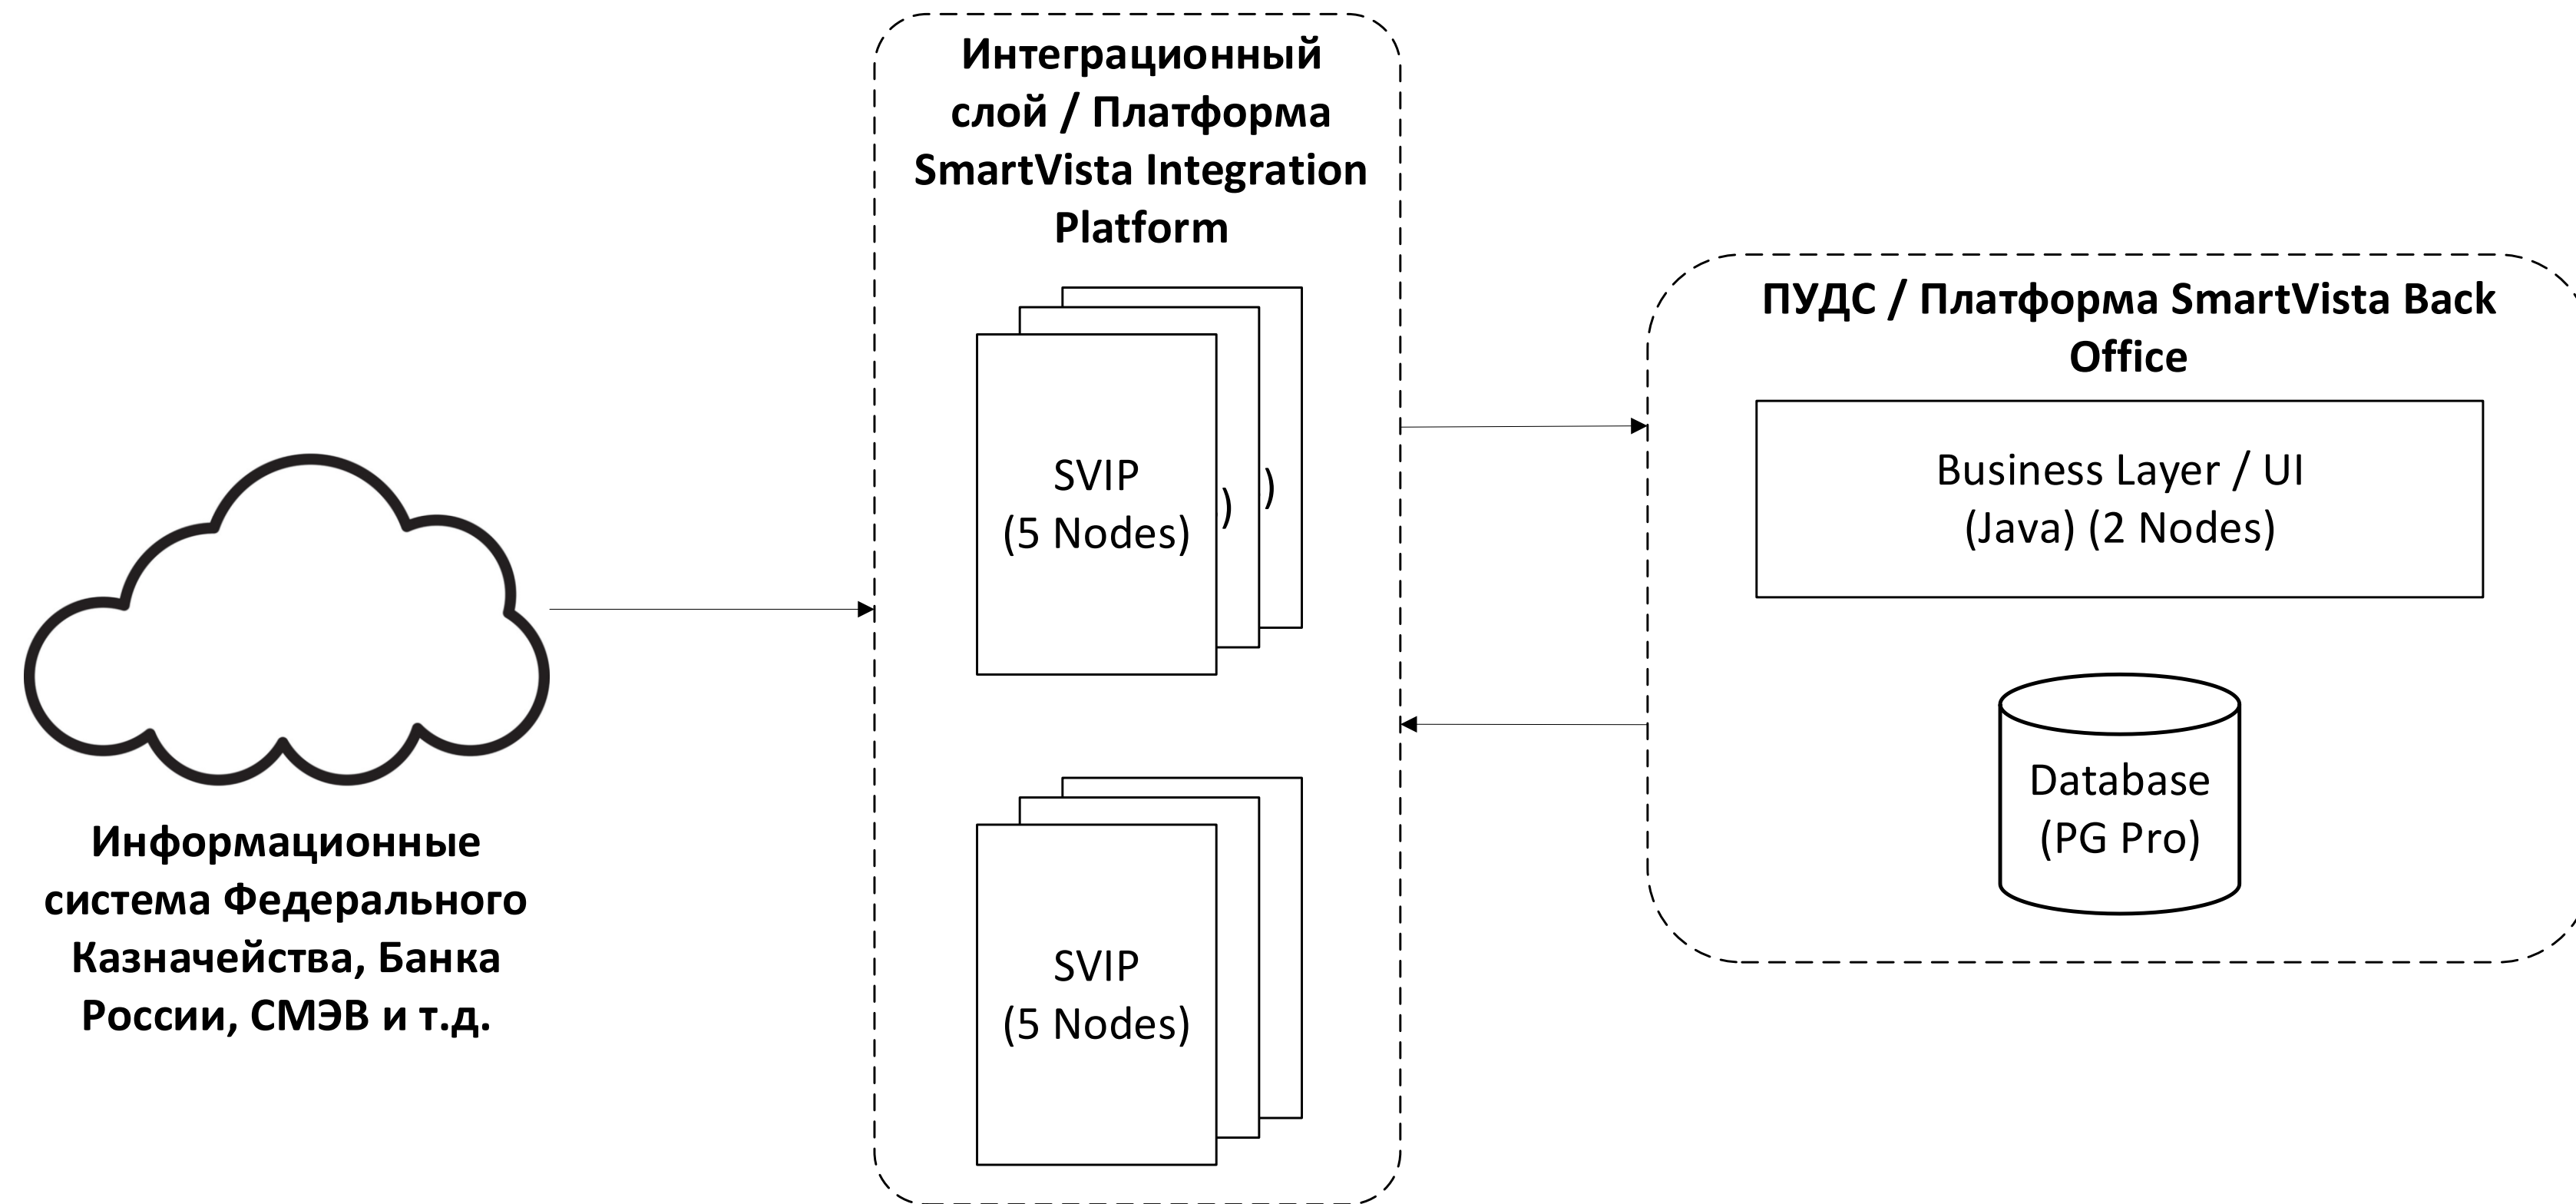 Интеграционный
слой / Платформа
SmartVista Integration
Platform
SVIP
(5 Nodes)
)
)
SVIP
(5 Nodes)
ПУДС / Платформа SmartVista Back
Office
Business Layer / UI
(Java) (2 Nodes)
Database
(PG Pro)
Информационные
система Федерального
Казначейства, Банка
России, СМЭВ и т.д.